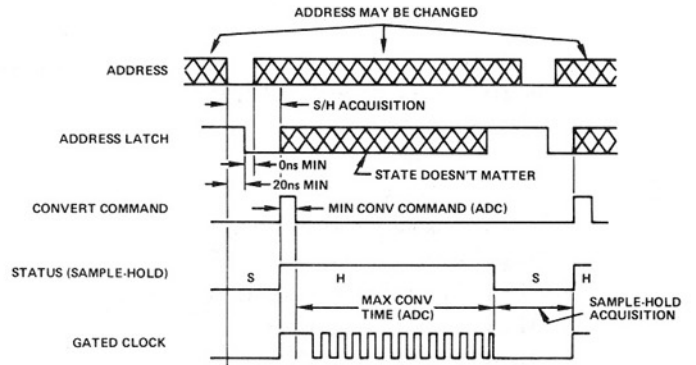 ADDRESS MAY BE CHANGED
ADDRESS
S/H ACQUISITION
ADDRESS LATCH
0ns MIN
STATE DOESN'T MATTER
20ns MIN
CONVERT COMMAND
MIN CONV COMMAND (ADC)
STATUS (SAMPLE-HOLD)
S
H
S
H
MAX CONV
TIME (ADC)
SAMPLE-HOLD
ACQUISITION
GATED CLOCK